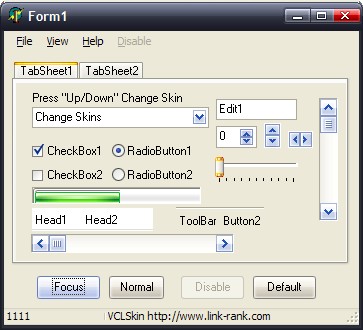 Form1
File View Help Disable
TabSheet1 TabSheet2
Press "Up/Down" Change Skin
Edit1
Change Skins
0
CheckBox1 RadioButton1
CheckBox2 RadioButton2
Head1 Head2 ToolBar Button2
Focus Normal Disable Default
1111 VCLSkin http://www.link-rank.com